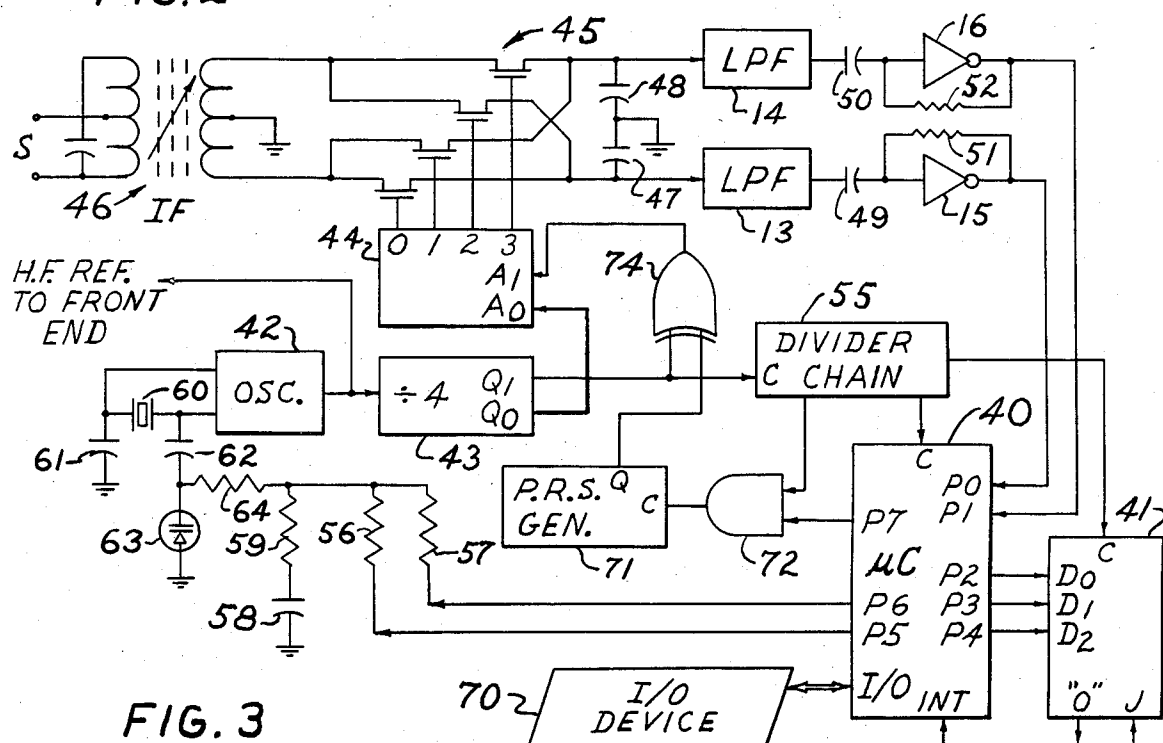 45
16
LPF
14
48
50
52
S
46
IF
51
47
LPF
13
49
15
44
0 1 2 3
A1
A0
74
H.F. REF.
TO FRONT
END
42
OSC.
60
÷4
Q1
Q0
43
55
DIVIDER
C CHAIN
40
C
61
62
64
63
59
56
57
58
P.R.S.
GEN.
Q
C
71
72
P0
P1
P7
μC
P2
P3
P4
P6
P5
I/O
INT
41
C
D0
D1
D2
"0"
J
70
I/O
DEVICE
FIG. 3